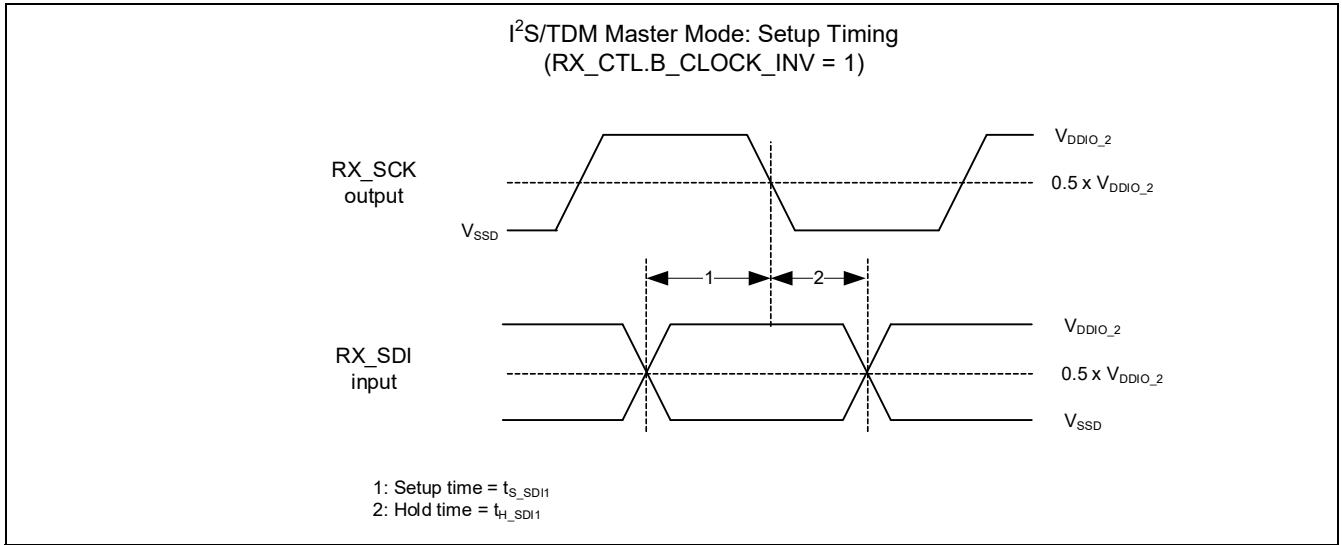 I²S/TDM Master Mode: Setup Timing
(RX_CTL.B_CLOCK_INV = 1)
RX_SCK
output
V_DDIO_2
0.5 x V_DDIO_2
V_SSD
1
2
RX_SDI
input
V_DDIO_2
0.5 x V_DDIO_2
V_SSD
1: Setup time = t_S_SDI1
2: Hold time = t_H_SDI1